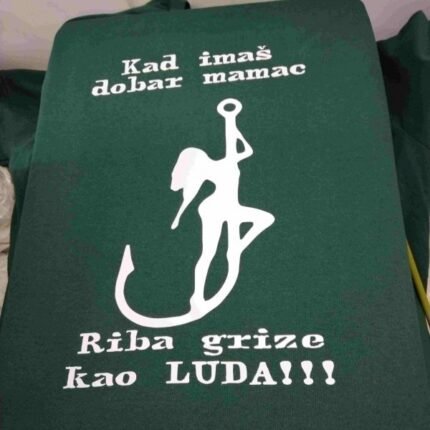 Kad imaš
dobar mamac
Riba grize
kao LUDA!!!